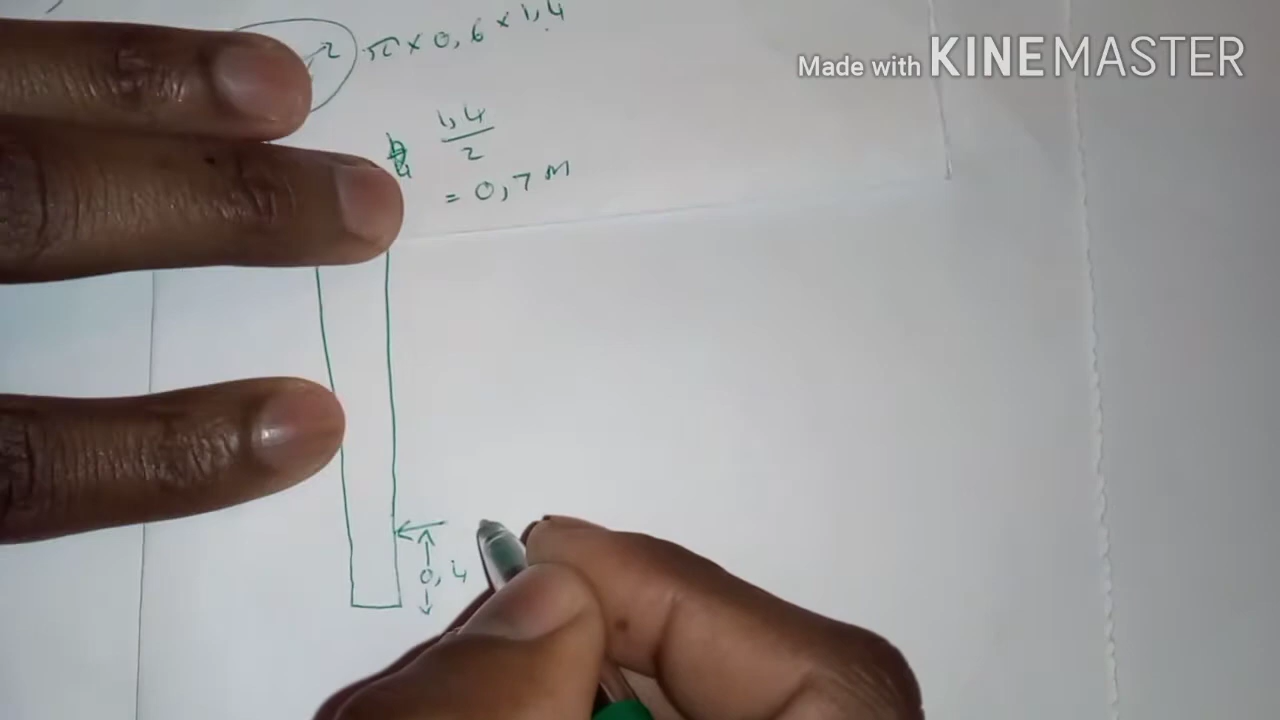 Made with KINEMASTER
π × 0,6 × 1,4
1,4
2
= 0,7 m
0,4